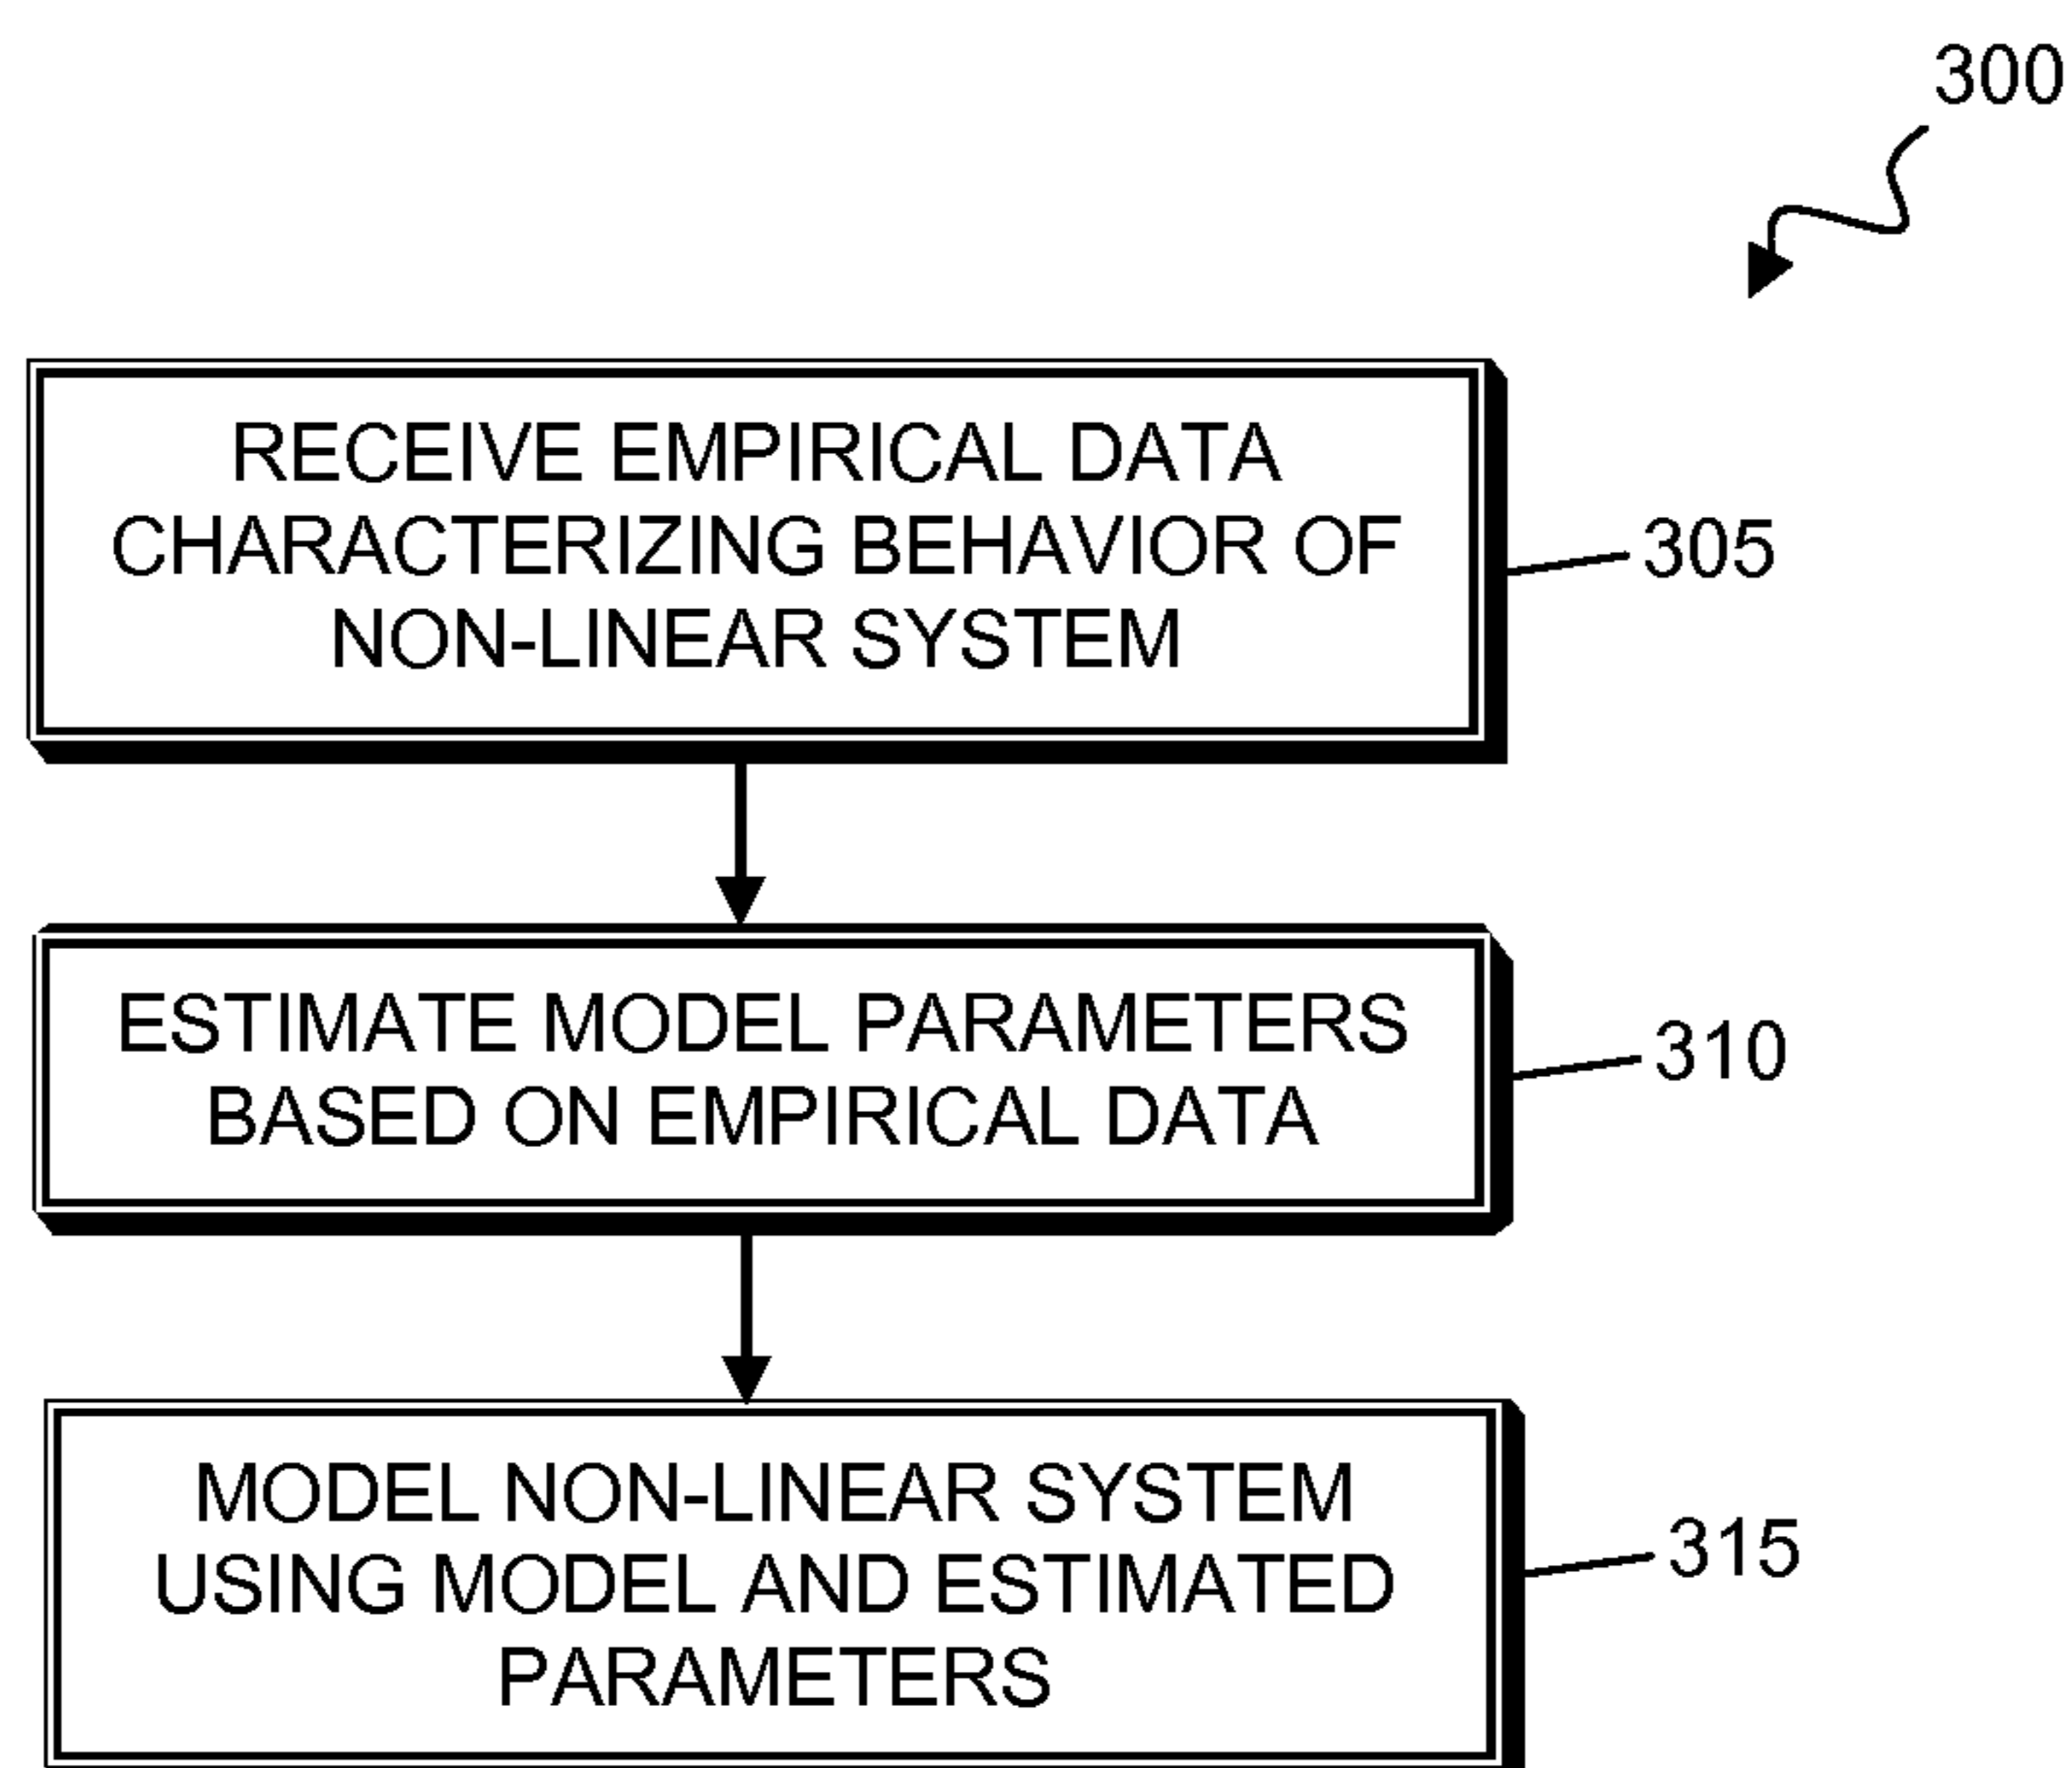 300
RECEIVE EMPIRICAL DATA
CHARACTERIZING BEHAVIOR OF
NON-LINEAR SYSTEM
305
ESTIMATE MODEL PARAMETERS
BASED ON EMPIRICAL DATA
310
MODEL NON-LINEAR SYSTEM
USING MODEL AND ESTIMATED
PARAMETERS
315